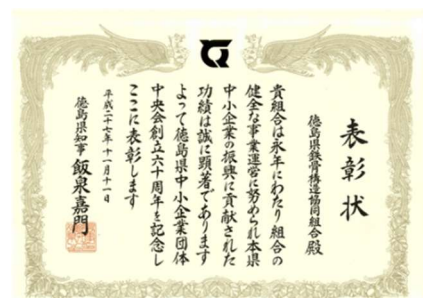 表彰状
徳島県鉄骨構造協同組合殿
貴組合は永年にわたり組合の
健全な事業運営に努められ本県
中小企業の振興に貢献された
功績は誠に顕著であります
よって徳島県中小企業団体
中央会創立六十周年を記念し
ここに表彰します
平成二十七年十一月十一日
徳島県知事 飯泉嘉門